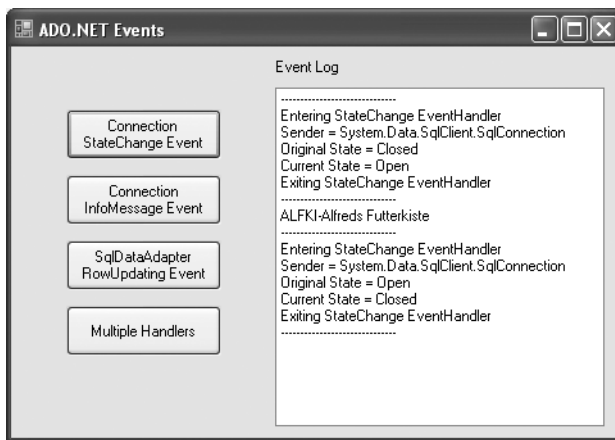 ADO.NET Events
Event Log
Connection
StateChange Event
Connection
InfoMessage Event
SqlDataAdapter
RowUpdating Event
Multiple Handlers
-----------------------------
Entering StateChange EventHandler
Sender = System.Data.SqlClient.SqlConnection
Original State = Closed
Current State = Open
Exiting StateChange EventHandler
-----------------------------
ALFKI-Alfreds Futterkiste
-----------------------------
Entering StateChange EventHandler
Sender = System.Data.SqlClient.SqlConnection
Original State = Open
Current State = Closed
Exiting StateChange EventHandler
-----------------------------